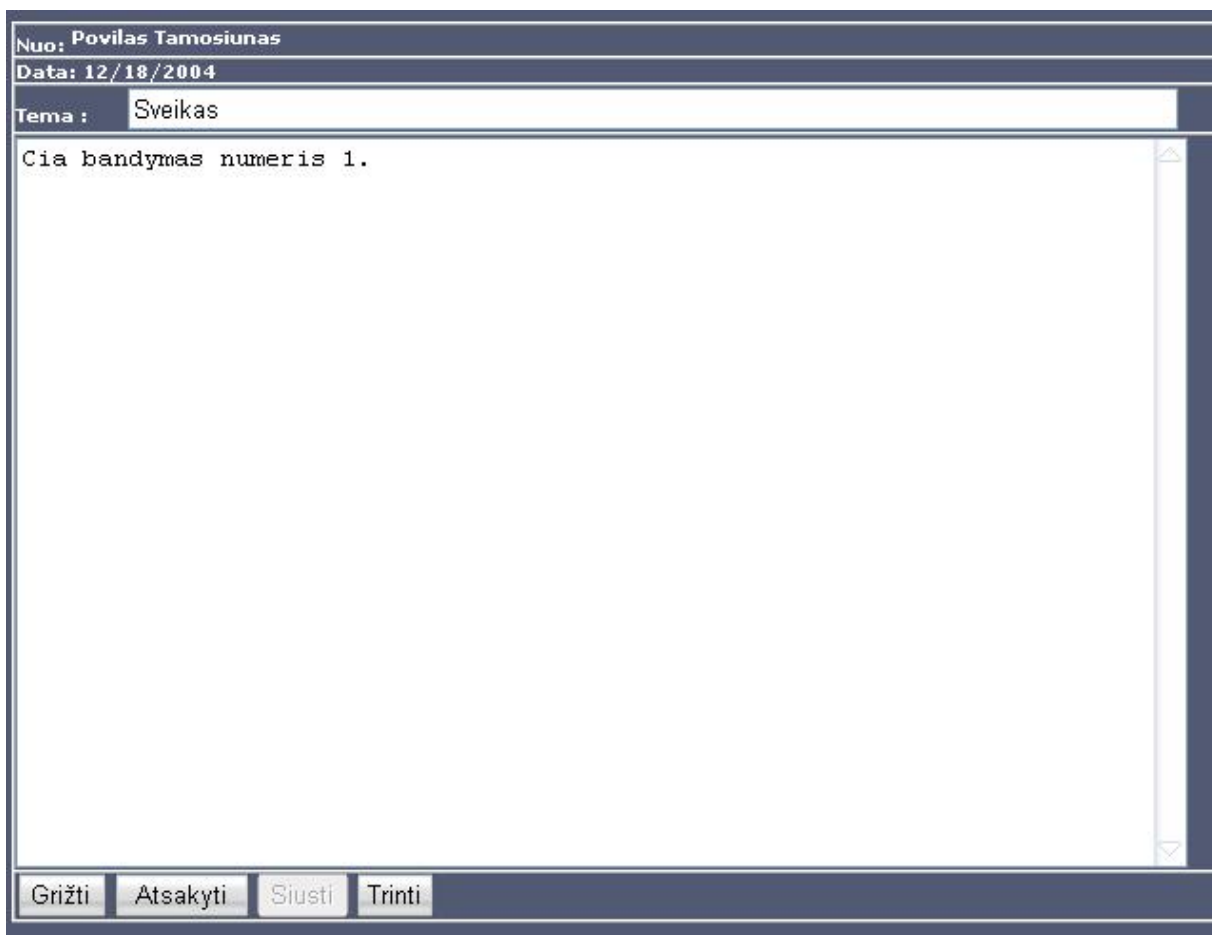 Nuo: Povilas Tamosiunas
Data: 12/18/2004
Tema : Sveikas
Cia bandymas numeris 1.
Grižti Atsakyti Siusti Trinti